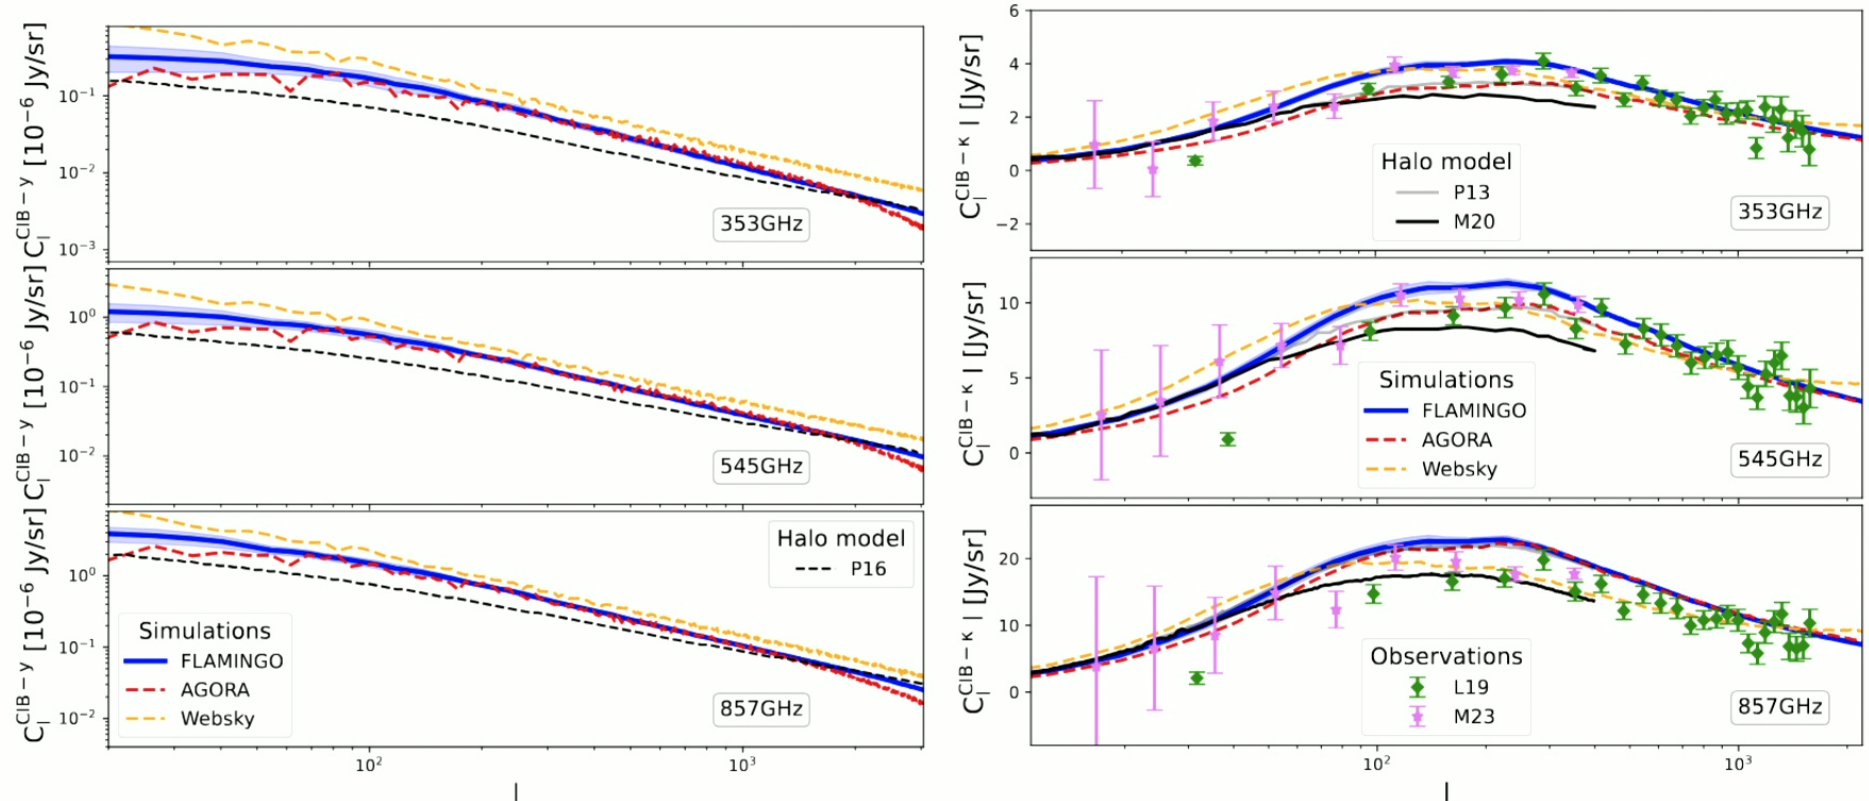 C_l^{CIB-y} [10^{-6} Jy/sr]
10^{-1}
10^{-2}
10^{-3}
353GHz
C_l^{CIB-y} [10^{-6} Jy/sr]
10^0
10^{-1}
10^{-2}
545GHz
C_l^{CIB-y} [10^{-6} Jy/sr]
10^0
10^{-1}
10^{-2}
Halo model
P16
Simulations
FLAMINGO
AGORA
Websky
857GHz
10^2
10^3
l
C_l^{CIB-κ} l [Jy/sr]
6
4
2
0
−2
Halo model
P13
M20
353GHz
C_l^{CIB-κ} l [Jy/sr]
10
5
0
Simulations
FLAMINGO
AGORA
Websky
545GHz
C_l^{CIB-κ} l [Jy/sr]
20
10
0
Observations
L19
M23
857GHz
10^2
10^3
l